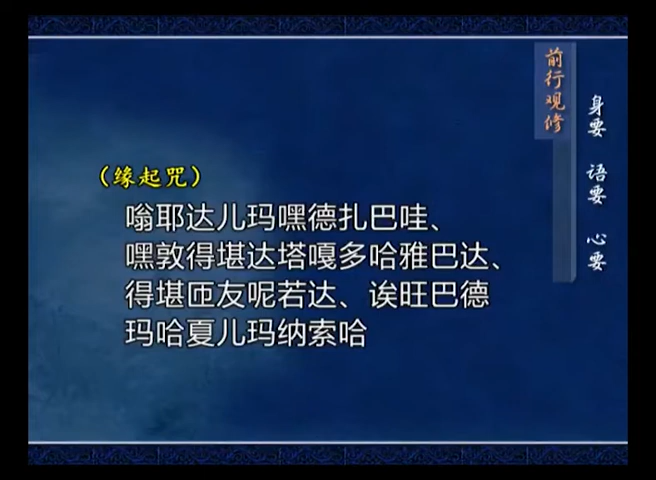 前行观修
身要 语要 心要
（缘起咒）
嗡耶达儿玛嘿德扎巴哇、
嘿敦得堪达塔嘎多哈雅巴达、
得堪匝友呢若达、诶旺巴德
玛哈夏儿玛纳索哈